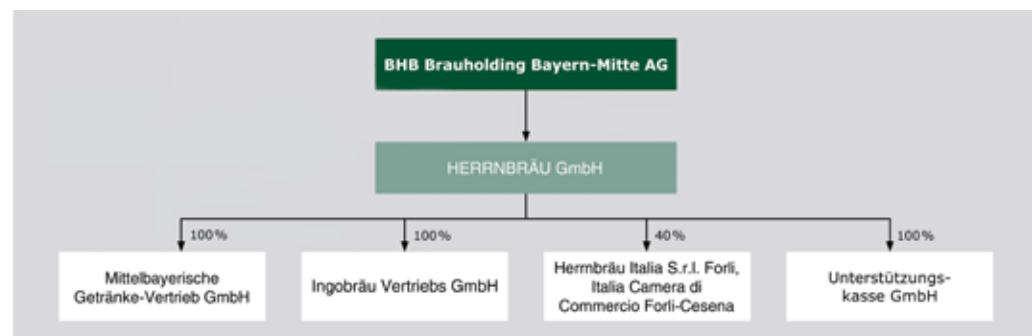 BHB Brauholding Bayern-Mitte AG
HERRNBRÄU GmbH
100%
100%
40%
100%
Mittelbayerische
Getränke-Vertrieb GmbH
Ingobräu Vertriebs GmbH
Herrnbräu Italia S.r.l. Forli,
Italia Camera di
Commercio Forli-Cesena
Unterstützungs-
kasse GmbH